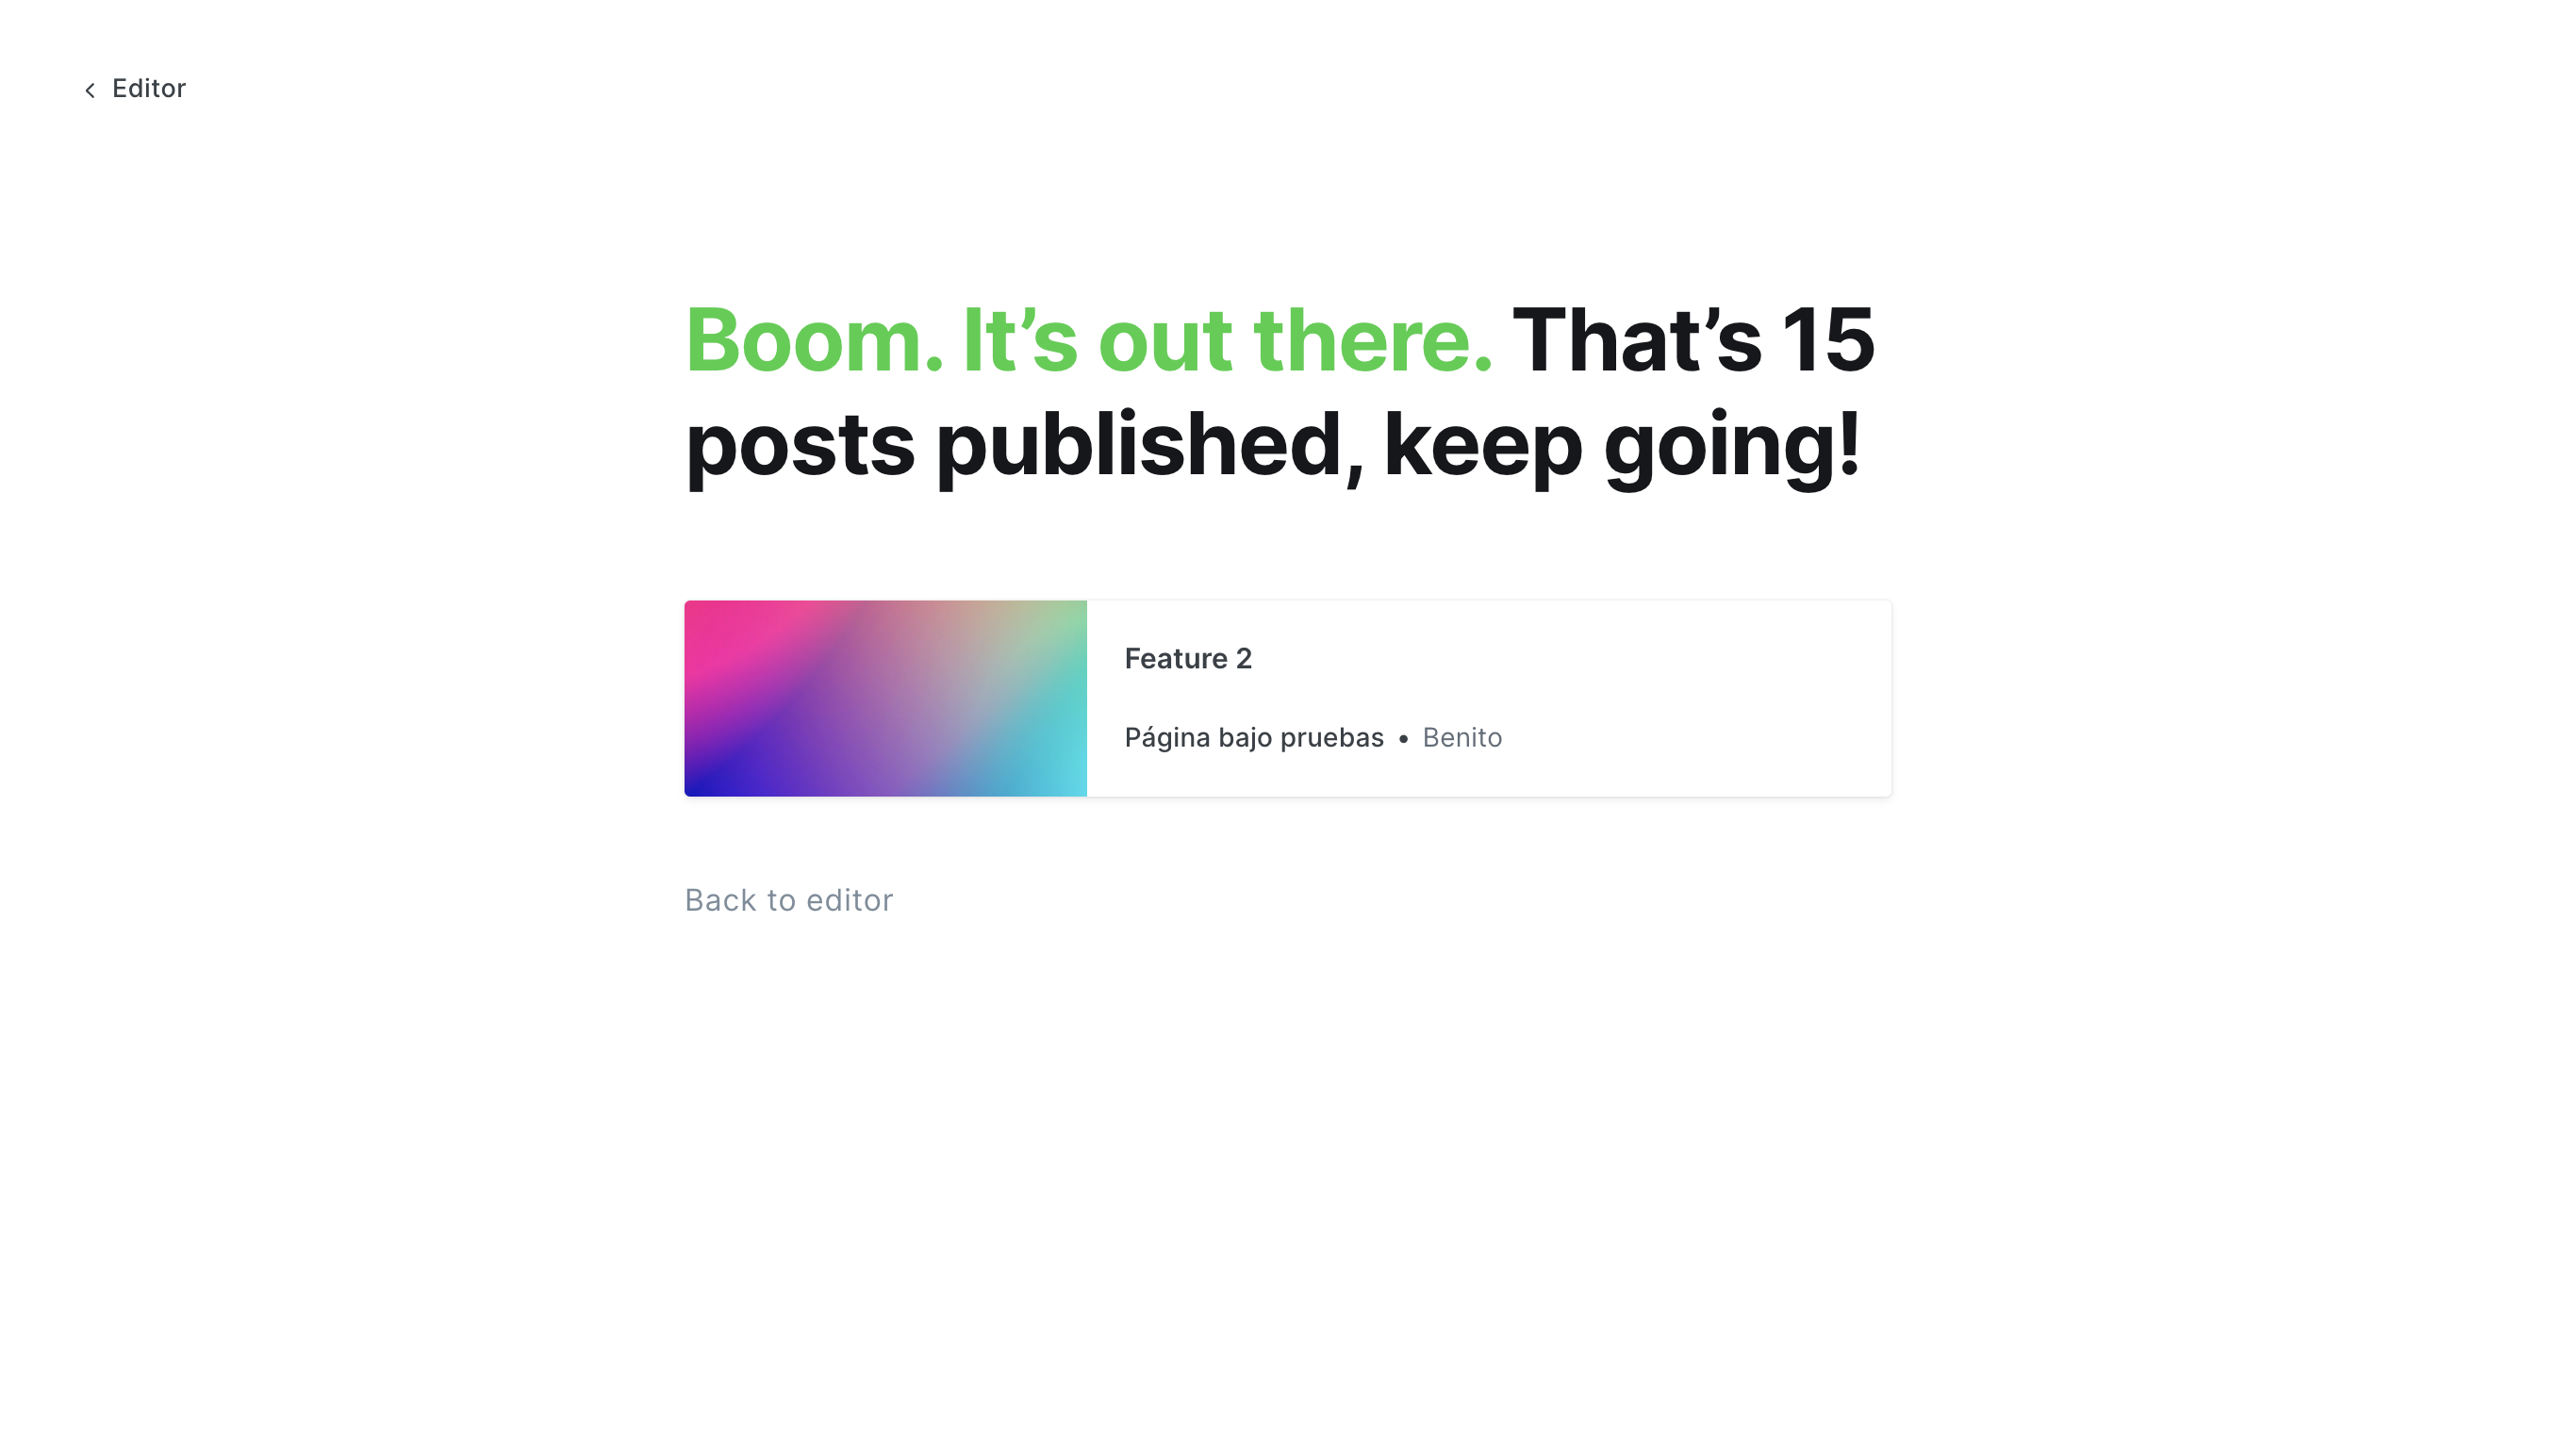 Editor
Boom. It’s out there. That’s 15
posts published, keep going!
Feature 2
Página bajo pruebas • Benito
Back to editor